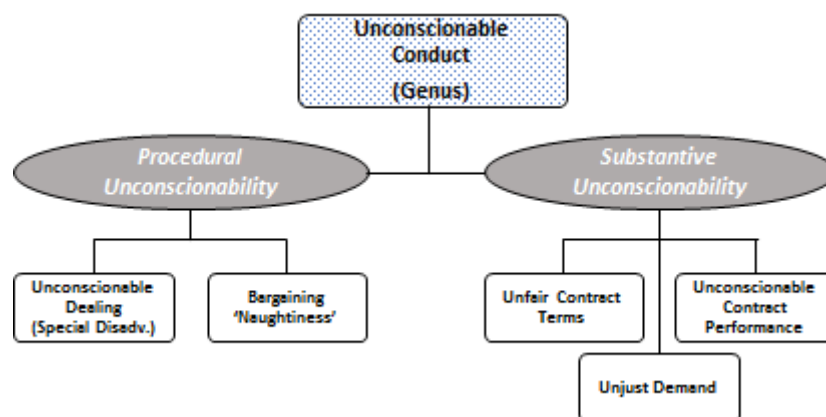 Unconscionable
Conduct
(Genus)
Procedural
Unconscionability
Substantive
Unconscionability
Unconscionable
Dealing
(Special Disadv.)
Bargaining
‘Naughtiness’
Unfair Contract
Terms
Unconscionable
Contract
Performance
Unjust Demand